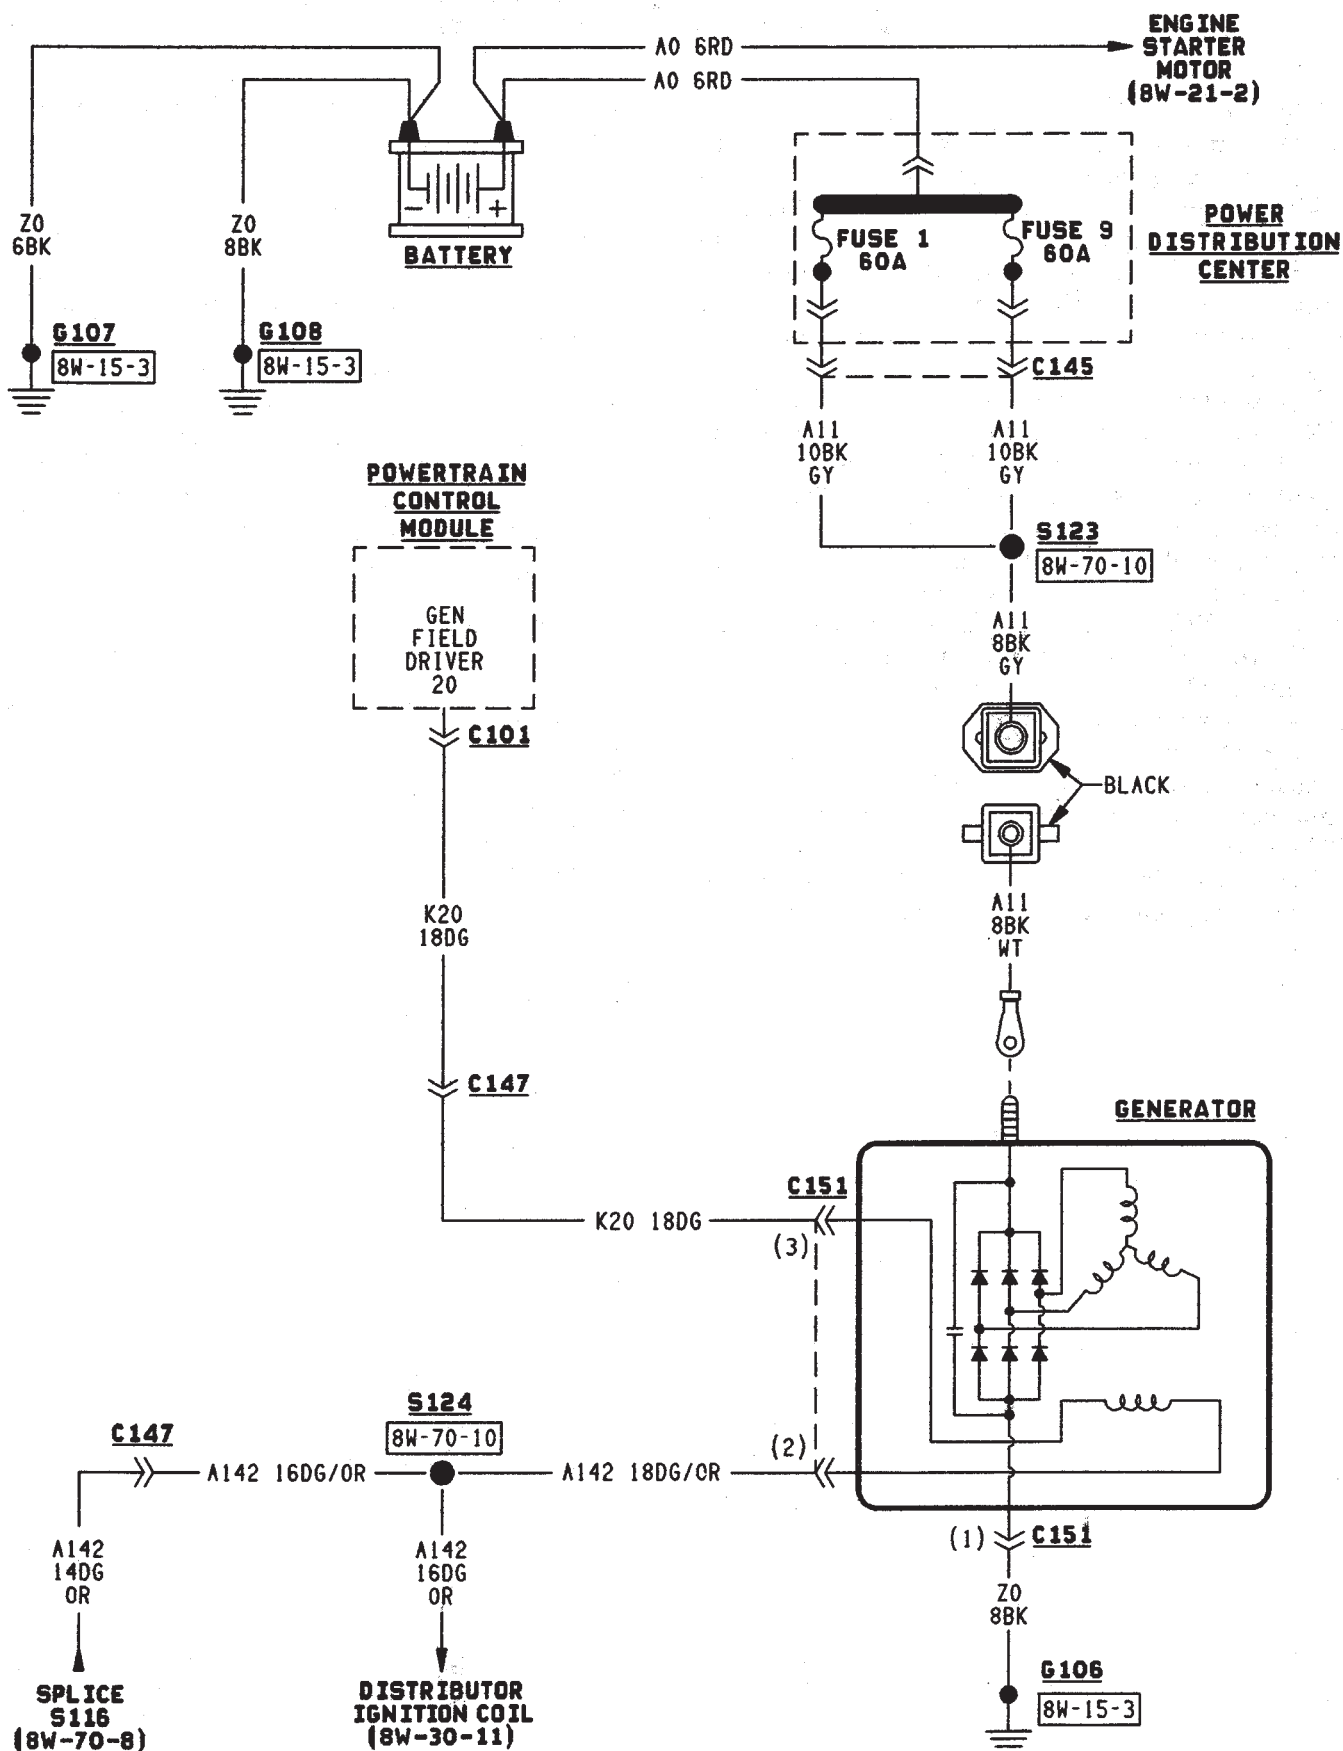 ENGINE
STARTER
MOTOR
(8W-21-2)
A0 6RD
A0 6RD
Z0
6BK
Z0
8BK
-
+
BATTERY
FUSE 1
60A
FUSE 9
60A
POWER
DISTRIBUTION
CENTER
G107
8W-15-3
G108
8W-15-3
C145
A11
10BK
GY
A11
10BK
GY
POWERTRAIN
CONTROL
MODULE
S123
8W-70-10
GEN
FIELD
DRIVER
20
A11
8BK
GY
C101
BLACK
K20
18DG
A11
8BK
WT
C147
GENERATOR
C151
K20 18DG
(3)
S124
8W-70-10
C147
(2)
A142 16DG/OR
A142 18DG/OR
A142
14DG
OR
A142
16DG
OR
(1)
C151
Z0
8BK
SPLICE
S116
(8W-70-8)
DISTRIBUTOR
IGNITION COIL
(8W-30-11)
G106
8W-15-3